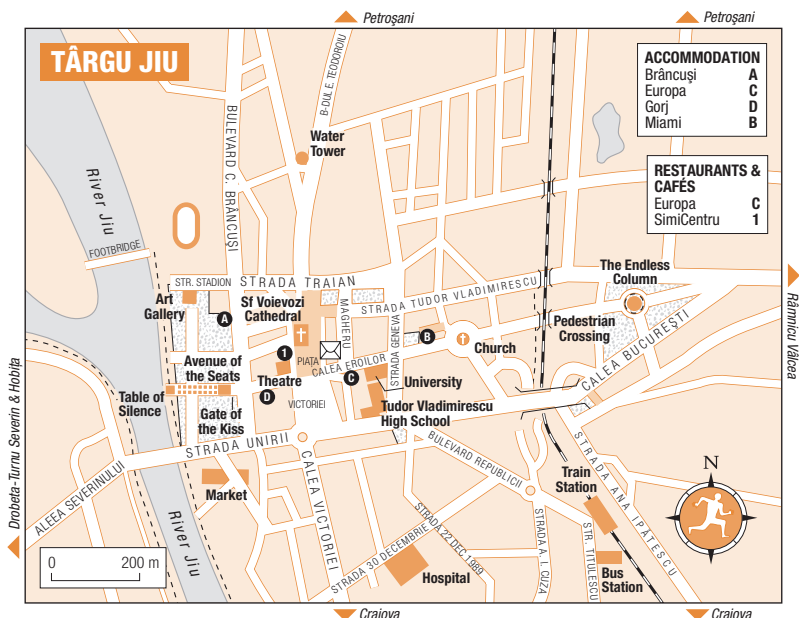 Petroşani
Petroşani
TÂRGU JIU
ACCOMMODATION
Brâncuşi A
Europa C
Gorj D
Miami B
RESTAURANTS &
CAFÉS
Europa C
SimiCentru 1
B-DUL E. TEODOROIU
BULEVARD C. BRÂNCUŞI
Water
Tower
River Jiu
FOOTBRIDGE
STR. STADION
STRADA TRAIAN
STRADA TUDOR VLADIMIRESCU
The Endless
Column
Art
Gallery
Sf Voievozi
Cathedral
MAGHERU
STRADA GENEVA
A
B
Pedestrian
Crossing
CALEA BUCUREŞTI
Râmnicu Vâlcea
1
PIAŢA
CALEA EROILOR
Church
Avenue of
the Seats
Theatre
C
University
Table of
Silence
D
VICTORIEI
Gate of
the Kiss
Tudor Vladimirescu
High School
STRADA UNIRII
BULEVARD REPUBLICII
Drobeta-Turnu Severin & Hobiţa
ALEEA SEVERINULUI
Market
CALEA VICTORIEI
Train
Station
STRADA ANA IPĂTESCU
N
River Jiu
STRADA 30 DECEMBRIE
STRADA 22 DEC 1989
STRADA A. I. CUZA
STR. TITULESCU
0 200 m
Hospital
Bus
Station
Craiova
Craiova